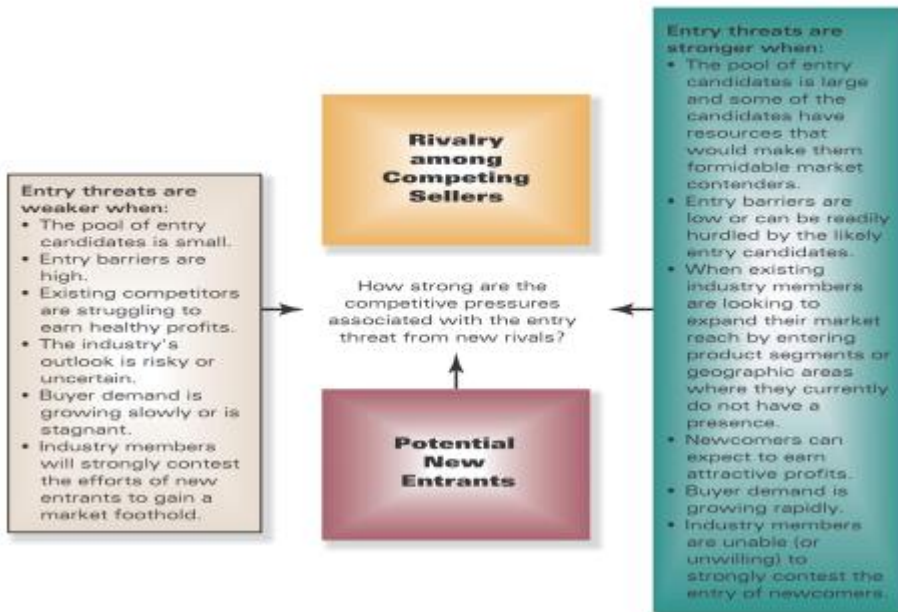 Entry threats are
weaker when:
• The pool of entry
candidates is small.
• Entry barriers are
high.
• Existing competitors
are struggling to
earn healthy profits.
• The industry's
outlook is risky or
uncertain.
• Buyer demand is
growing slowly or is
stagnant.
• Industry members
will strongly contest
the efforts of new
entrants to gain a
market foothold.
Rivalry
among
Competing
Sellers
How strong are the
competitive pressures
associated with the entry
threat from new rivals?
Potential
New
Entrants
Entry threats are
stronger when:
• The pool of entry
candidates is large
and some of the
candidates have
resources that
would make them
formidable market
contenders.
• Entry barriers are
low or can be readily
hurdled by the likely
entry candidates.
• When existing
industry members
are looking to
expand their market
reach by entering
product segments or
geographic areas
where they currently
do not have a
presence.
• Newcomers can
expect to earn
attractive profits.
• Buyer demand is
growing rapidly.
• Industry members
are unable (or
unwilling) to
strongly contest the
entry of newcomers.